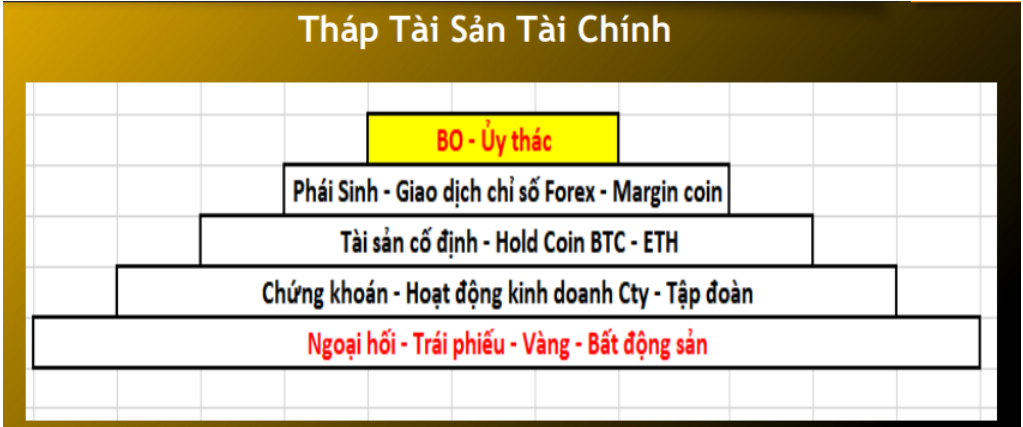 Tháp Tài Sản Tài Chính
BO - Ủy thác
Phái Sinh - Giao dịch chỉ số Forex - Margin coin
Tài sản cố định - Hold Coin BTC - ETH
Chứng khoán - Hoạt động kinh doanh Cty - Tập đoàn
Ngoại hối - Trái phiếu - Vàng - Bất động sản